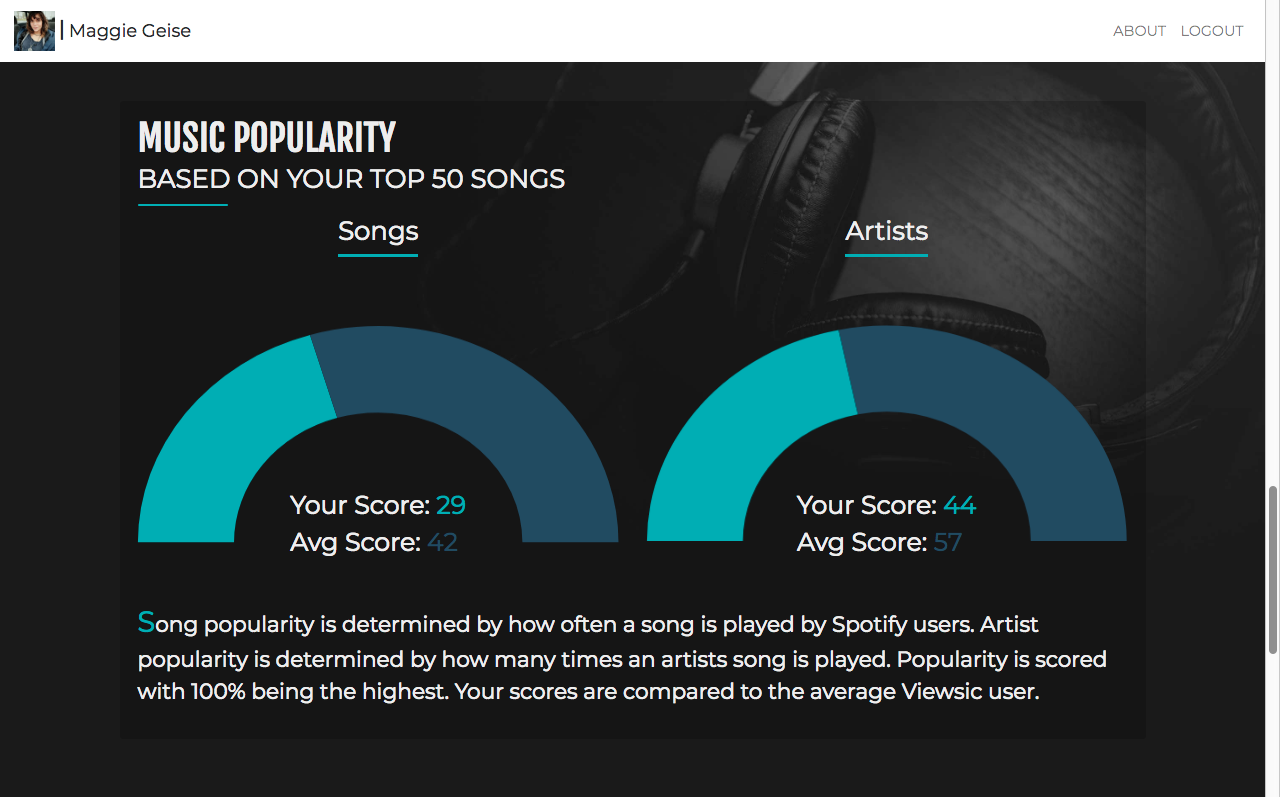 | Maggie Geise
ABOUT LOGOUT
MUSIC POPULARITY
BASED ON YOUR TOP 50 SONGS
Songs
Your Score: 29
Avg Score: 42
Artists
Your Score: 44
Avg Score: 57
Song popularity is determined by how often a song is played by Spotify users. Artist
popularity is determined by how many times an artists song is played. Popularity is scored
with 100% being the highest. Your scores are compared to the average Viewsic user.